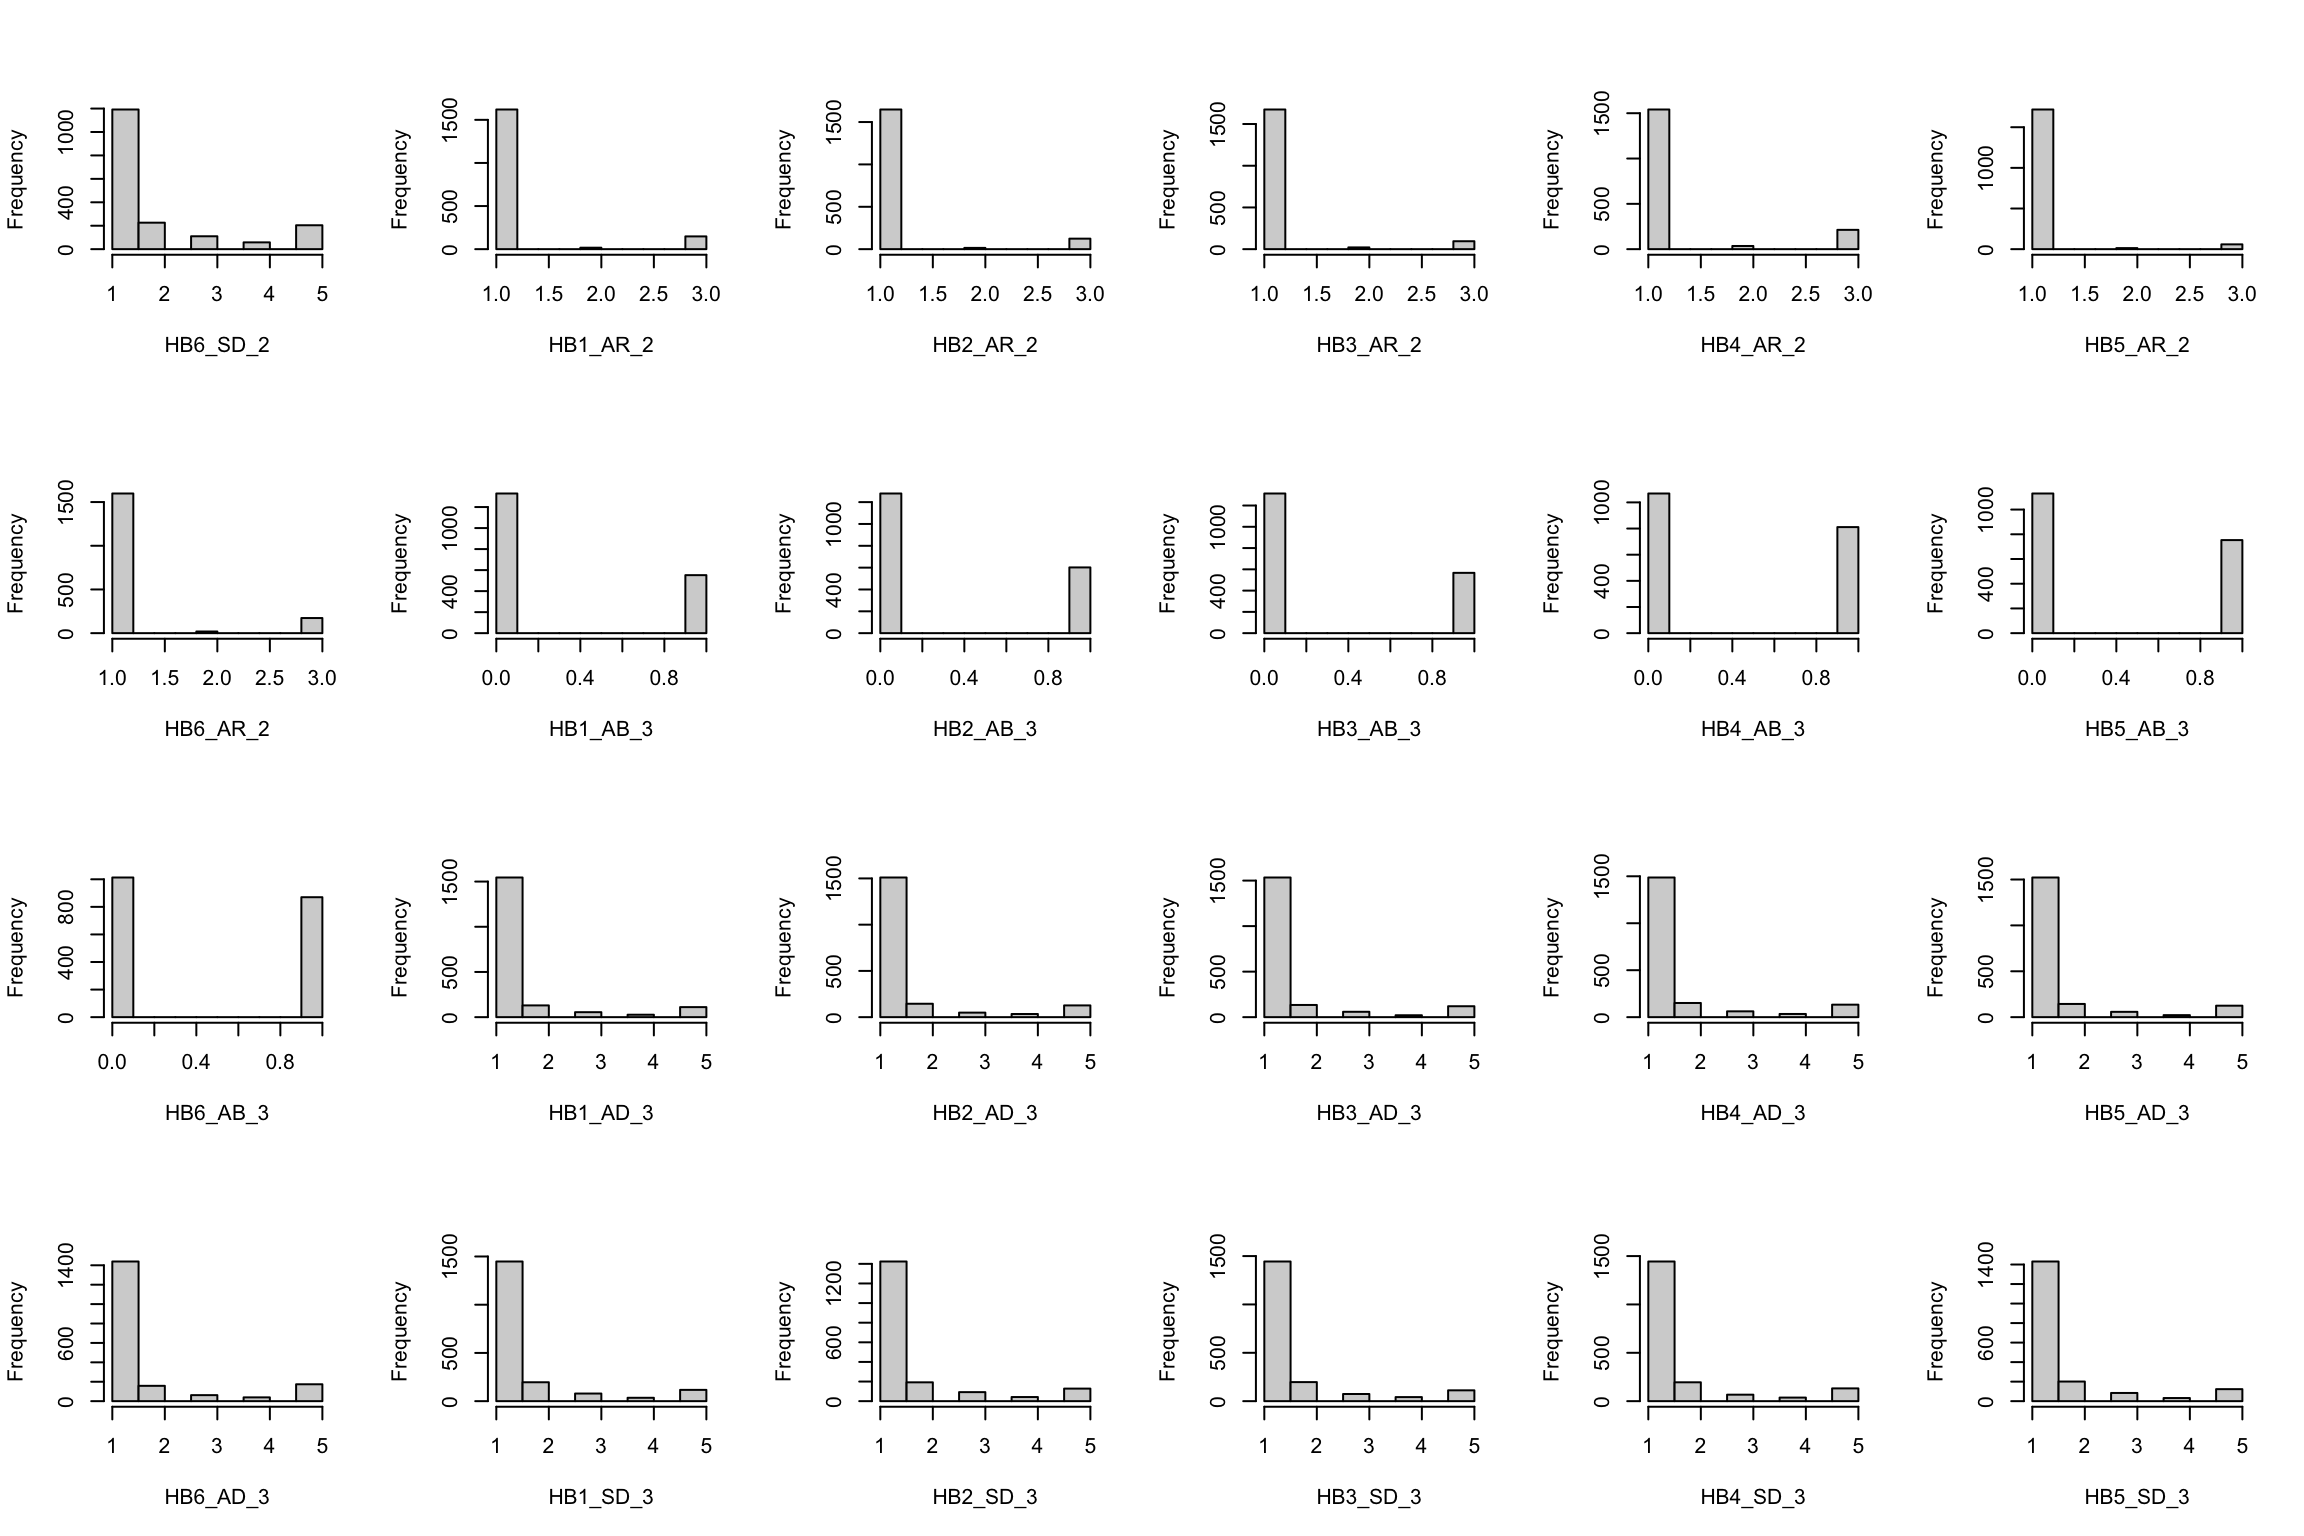 Frequency 0 400 1000 1 2 3 4 5 HB6_SD_2
Frequency 0 500 1500 1.0 1.5 2.0 2.5 3.0 HB1_AR_2
Frequency 0 500 1500 1.0 1.5 2.0 2.5 3.0 HB2_AR_2
Frequency 0 500 1500 1.0 1.5 2.0 2.5 3.0 HB3_AR_2
Frequency 0 500 1500 1.0 1.5 2.0 2.5 3.0 HB4_AR_2
Frequency 0 1000 1.0 1.5 2.0 2.5 3.0 HB5_AR_2
Frequency 0 500 1500 1.0 1.5 2.0 2.5 3.0 HB6_AR_2
Frequency 0 400 1000 0.0 0.4 0.8 HB1_AB_3
Frequency 0 400 1000 0.0 0.4 0.8 HB2_AB_3
Frequency 0 400 1000 0.0 0.4 0.8 HB3_AB_3
Frequency 0 400 1000 0.0 0.4 0.8 HB4_AB_3
Frequency 0 400 1000 0.0 0.4 0.8 HB5_AB_3
Frequency 0 400 800 0.0 0.4 0.8 HB6_AB_3
Frequency 0 500 1500 1 2 3 4 5 HB1_AD_3
Frequency 0 500 1500 1 2 3 4 5 HB2_AD_3
Frequency 0 500 1500 1 2 3 4 5 HB3_AD_3
Frequency 0 500 1500 1 2 3 4 5 HB4_AD_3
Frequency 0 500 1500 1 2 3 4 5 HB5_AD_3
Frequency 0 600 1400 1 2 3 4 5 HB6_AD_3
Frequency 0 500 1500 1 2 3 4 5 HB1_SD_3
Frequency 0 600 1200 1 2 3 4 5 HB2_SD_3
Frequency 0 500 1500 1 2 3 4 5 HB3_SD_3
Frequency 0 500 1500 1 2 3 4 5 HB4_SD_3
Frequency 0 600 1400 1 2 3 4 5 HB5_SD_3